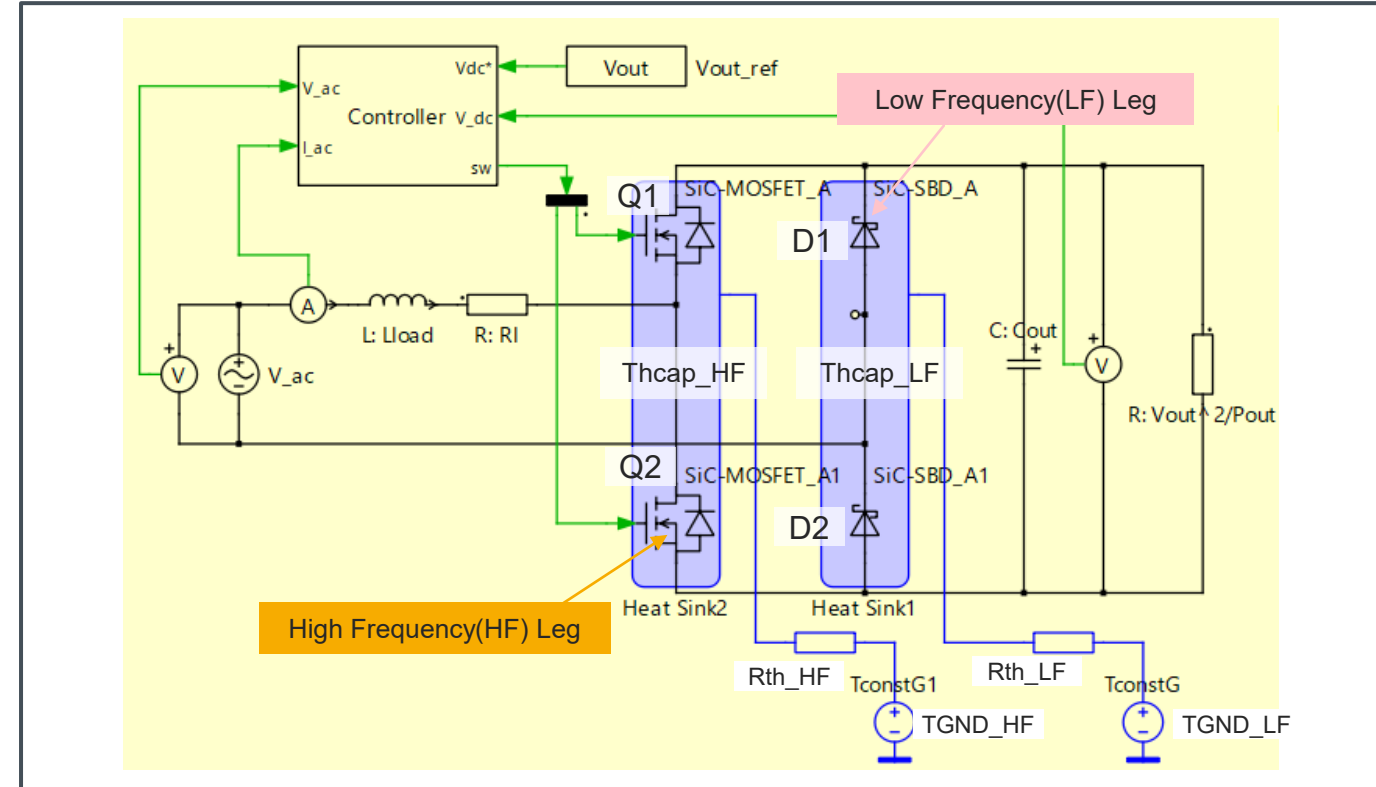 Vdc*
Vout
Vout_ref
V_ac
Low Frequency(LF) Leg
Controller
V_dc
I_ac
sw
Q1
SiC-MOSFET_A
SiC-SBD_A
D1
A
L: Lload
R: Rl
C: Cout
V
V_ac
Thcap_HF
Thcap_LF
V
R: Vout^2/Pout
Q2
SiC-MOSFET_A1
SiC-SBD_A1
D2
Heat Sink2
Heat Sink1
High Frequency(HF) Leg
Rth_HF
TconstG1
Rth_LF
TconstG
TGND_HF
TGND_LF